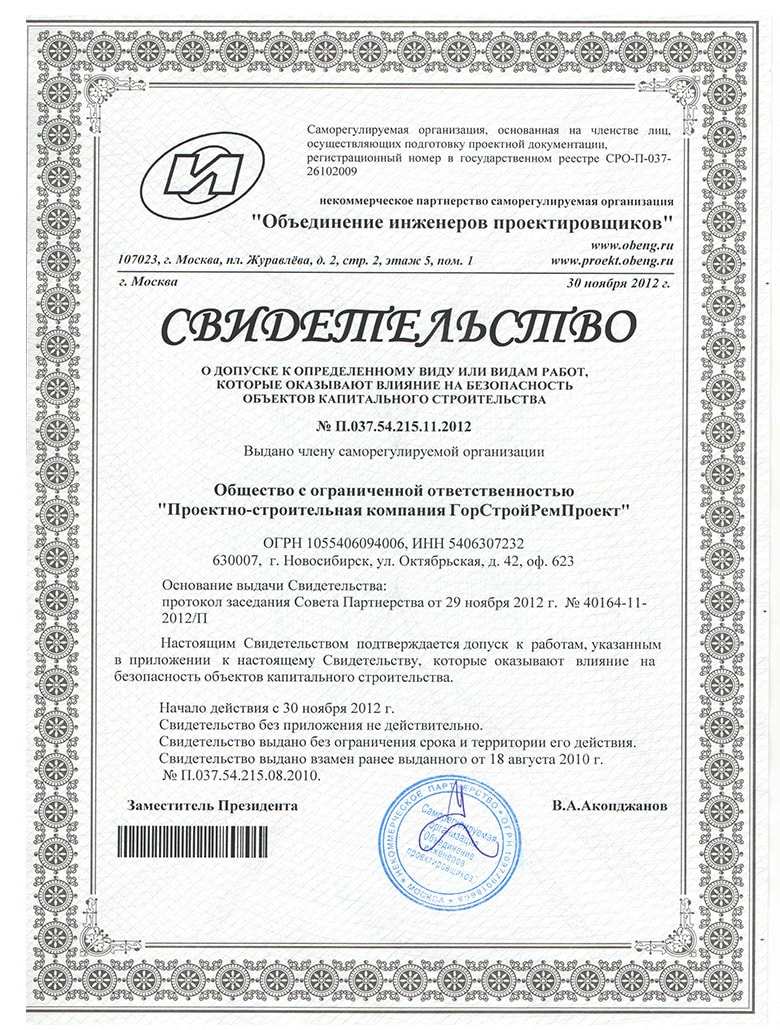 Саморегулируемая организация, основанная на членстве лиц,
осуществляющих подготовку проектной документации,
регистрационный номер в государственном реестре СРО-П-037-
26102009
некоммерческое партнерство саморегулируемая организация
"Объединение инженеров проектировщиков"
www.obeng.ru
107023, г. Москва, пл. Журавлёва, д. 2, стр. 2, этаж 5, пом. 1 www.proekt.obeng.ru
г. Москва 30 ноября 2012 г.
СВИДЕТЕЛЬСТВО
О ДОПУСКЕ К ОПРЕДЕЛЕННОМУ ВИДУ ИЛИ ВИДАМ РАБОТ,
КОТОРЫЕ ОКАЗЫВАЮТ ВЛИЯНИЕ НА БЕЗОПАСНОСТЬ
ОБЪЕКТОВ КАПИТАЛЬНОГО СТРОИТЕЛЬСТВА
№ П.037.54.215.11.2012
Выдано члену саморегулируемой организации
Общество с ограниченной ответственностью
"Проектно-строительная компания ГорСтройРемПроект"
ОГРН 1055406094006, ИНН 5406307232
630007, г. Новосибирск, ул. Октябрьская, д. 42, оф. 623
Основание выдачи Свидетельства:
протокол заседания Совета Партнерства от 29 ноября 2012 г. № 40164-11-
2012/П
Настоящим Свидетельством подтверждается допуск к работам, указанным
в приложении к настоящему Свидетельству, которые оказывают влияние на
безопасность объектов капитального строительства.
Начало действия с 30 ноября 2012 г.
Свидетельство без приложения не действительно.
Свидетельство выдано без ограничения срока и территории его действия.
Свидетельство выдано взамен ранее выданного от 18 августа 2010 г.
№ П.037.54.215.08.2010.
Заместитель Президента В.А.Акопджанов
НЕКОММЕРЧЕСКОЕ ПАРТНЕРСТВО * ОГРН
* МОСКВА *
Саморегулируемая
организация
Объединение
инженеров
проектировщиков